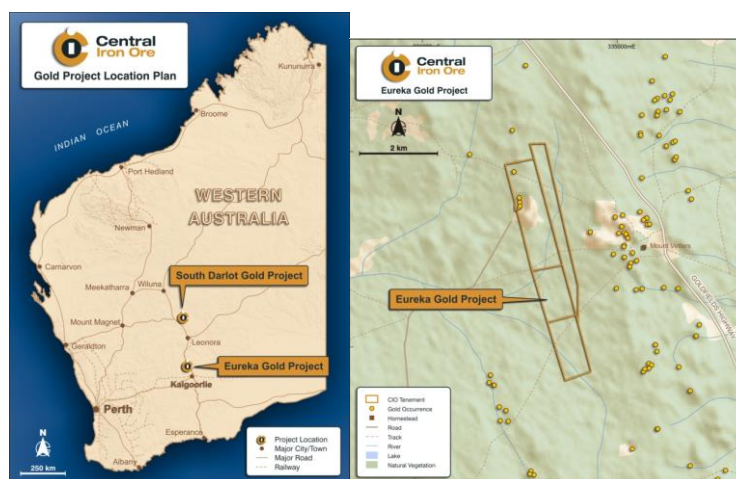 Central
Iron Ore
Gold Project Location Plan
Kununurra
Broome
INDIAN OCEAN
Port Hedland
WESTERN
AUSTRALIA
Newman
Carnarvon
South Darlot Gold Project
Wiluna
Meekatharra
Mount Magnet
Leonora
Geraldton
Eureka Gold Project
Kalgoorlie
Perth
Esperance
Albany
N
250 km
Project Location
Major City/Town
Major Road
Railway
Central
Iron Ore
Eureka Gold Project
335000mE
N
2 km
Mount Vetters
Eureka Gold Project
GOLDFIELDS HIGHWAY
CIO Tenement
Gold Occurrence
Homestead
Road
Track
River
Lake
Natural Vegetation